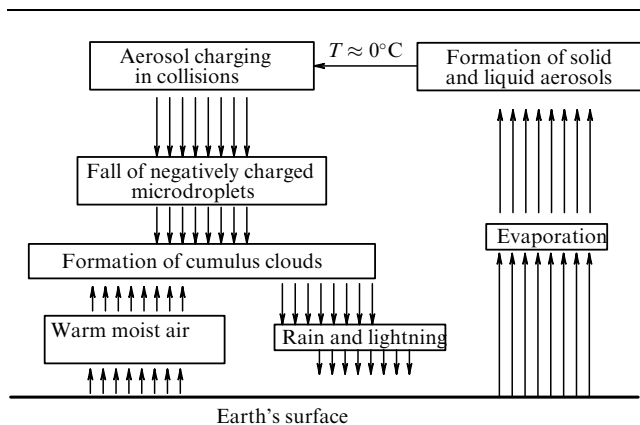 Aerosol charging
in collisions
T ≈ 0°C
Formation of solid
and liquid aerosols
Fall of negatively charged
microdroplets
Evaporation
Formation of cumulus clouds
Warm moist air
Rain and lightning
Earth's surface